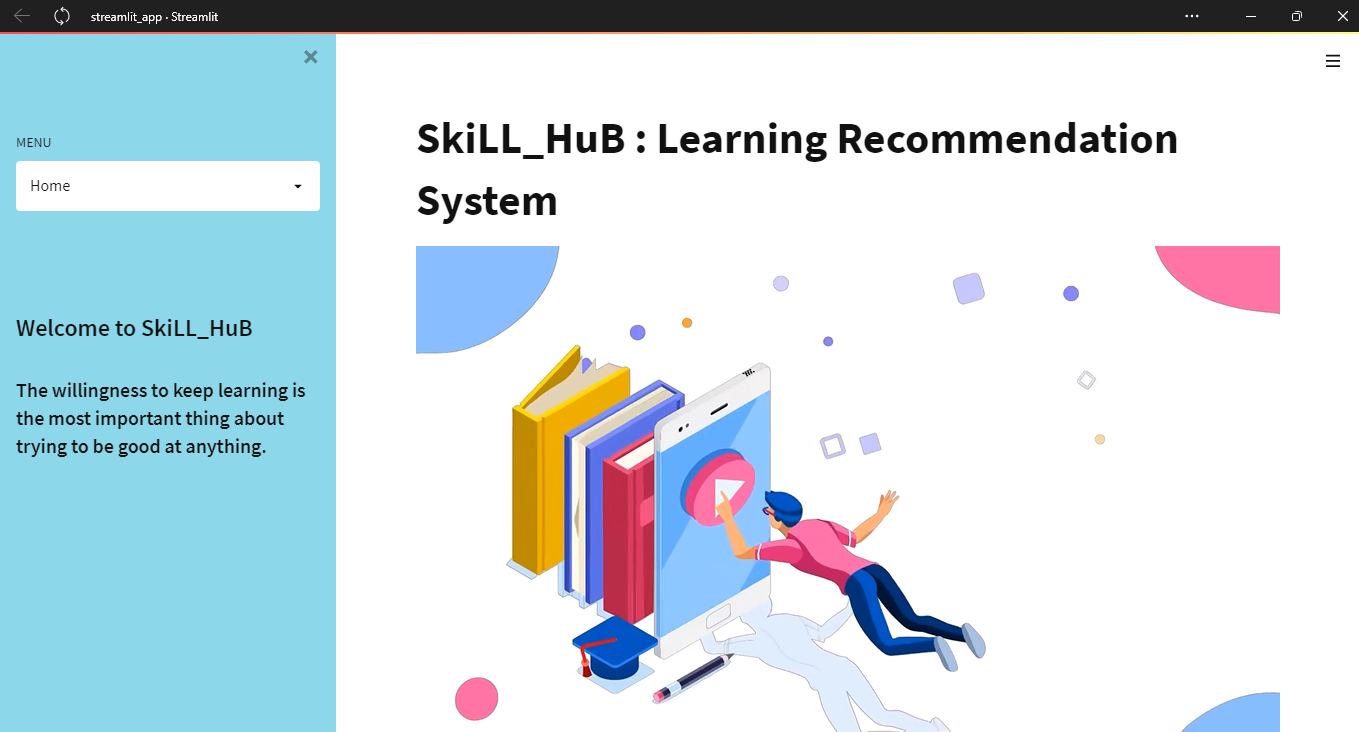 streamlit_app · Streamlit
MENU
Home
Welcome to SkiLL_HuB
The willingness to keep learning is
the most important thing about
trying to be good at anything.
SkiLL_HuB : Learning Recommendation
System